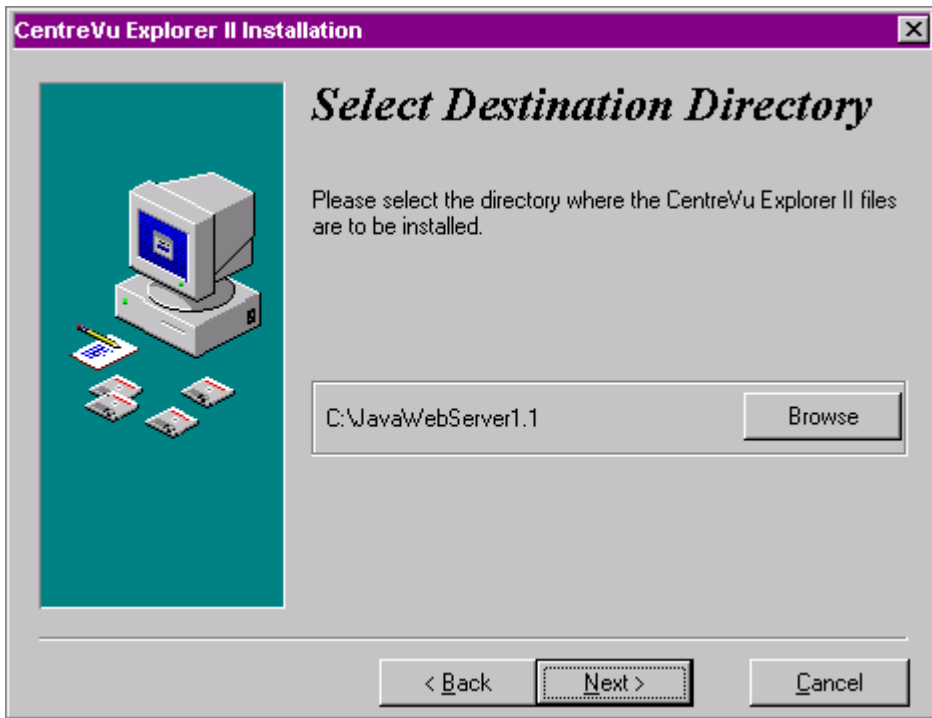 CentreVu Explorer II Installation
Select Destination Directory
Please select the directory where the CentreVu Explorer II files
are to be installed.
C:\JavaWebServer1.1
Browse
< Back
Next >
Cancel